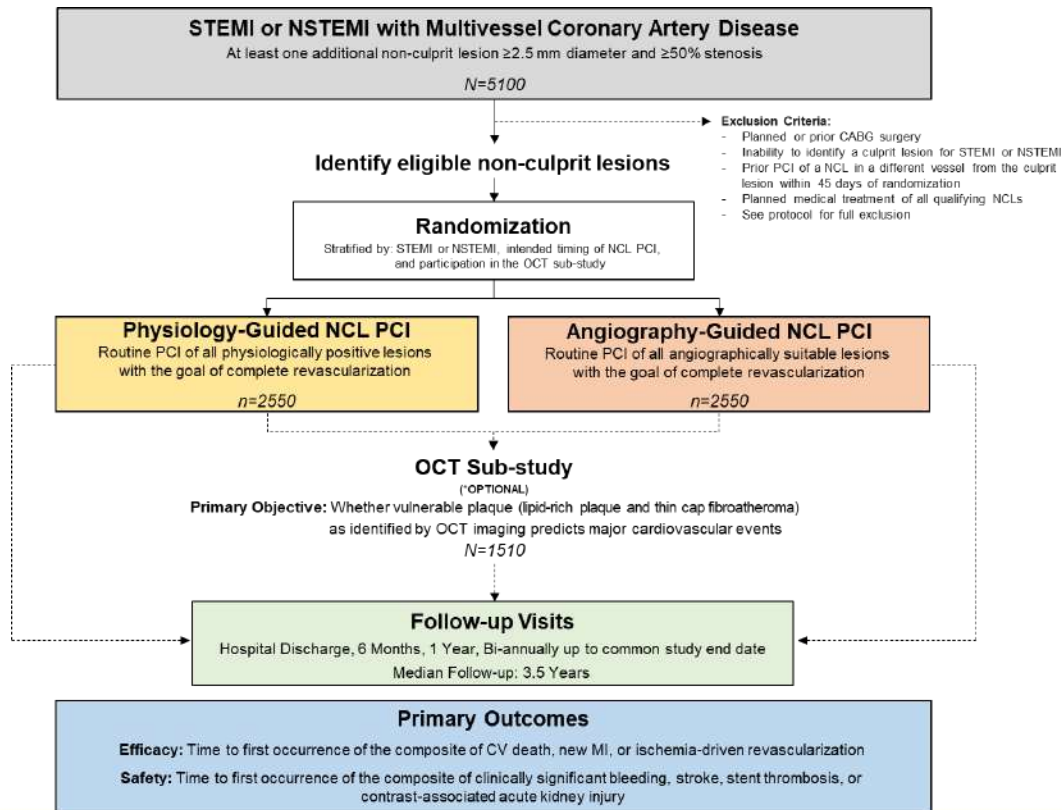 STEMI or NSTEMI with Multivessel Coronary Artery Disease
At least one additional non-culprit lesion ≥2.5 mm diameter and ≥50% stenosis
N=5100
Exclusion Criteria:
- Planned or prior CABG surgery
- Inability to identify a culprit lesion for STEMI or NSTEMI
- Prior PCI of a NCL in a different vessel from the culprit
lesion within 45 days of randomization
- Planned medical treatment of all qualifying NCLs
- See protocol for full exclusion
Identify eligible non-culprit lesions
Randomization
Stratified by: STEMI or NSTEMI, intended timing of NCL PCI,
and participation in the OCT sub-study
Physiology-Guided NCL PCI
Routine PCI of all physiologically positive lesions
with the goal of complete revascularization
n=2550
Angiography-Guided NCL PCI
Routine PCI of all angiographically suitable lesions
with the goal of complete revascularization
n=2550
OCT Sub-study
(*OPTIONAL)
Primary Objective: Whether vulnerable plaque (lipid-rich plaque and thin cap fibroatheroma)
as identified by OCT imaging predicts major cardiovascular events
N=1510
Follow-up Visits
Hospital Discharge, 6 Months, 1 Year, Bi-annually up to common study end date
Median Follow-up: 3.5 Years
Primary Outcomes
Efficacy: Time to first occurrence of the composite of CV death, new MI, or ischemia-driven revascularization
Safety: Time to first occurrence of the composite of clinically significant bleeding, stroke, stent thrombosis, or
contrast-associated acute kidney injury